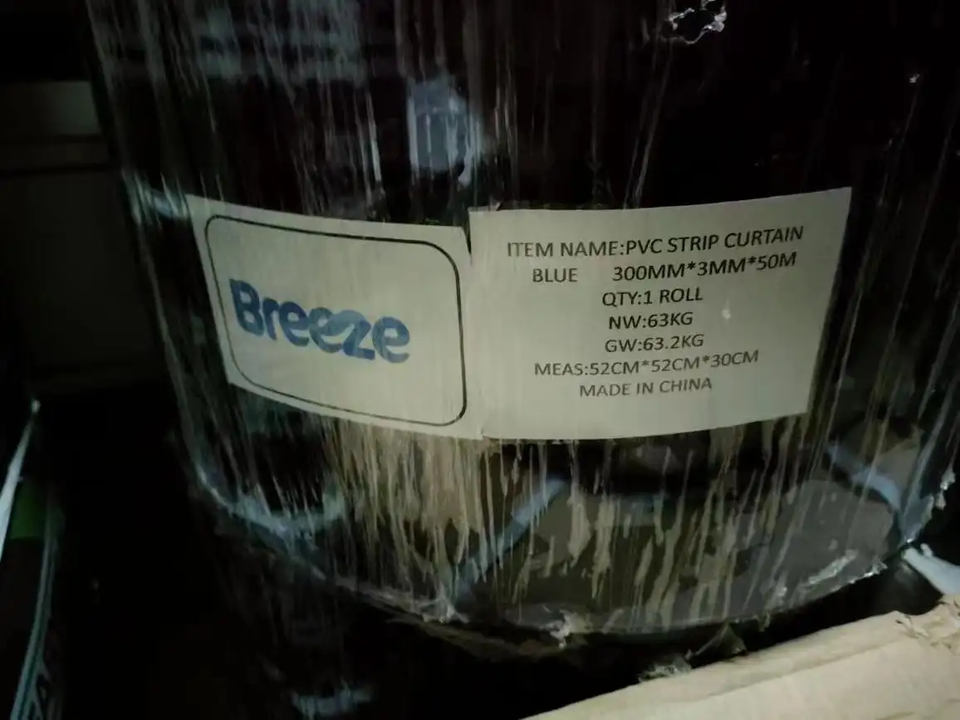 Breeze
ITEM NAME:PVC STRIP CURTAIN
BLUE 300MM*3MM*50M
QTY:1 ROLL
NW:63KG
GW:63.2KG
MEAS:52CM*52CM*30CM
MADE IN CHINA